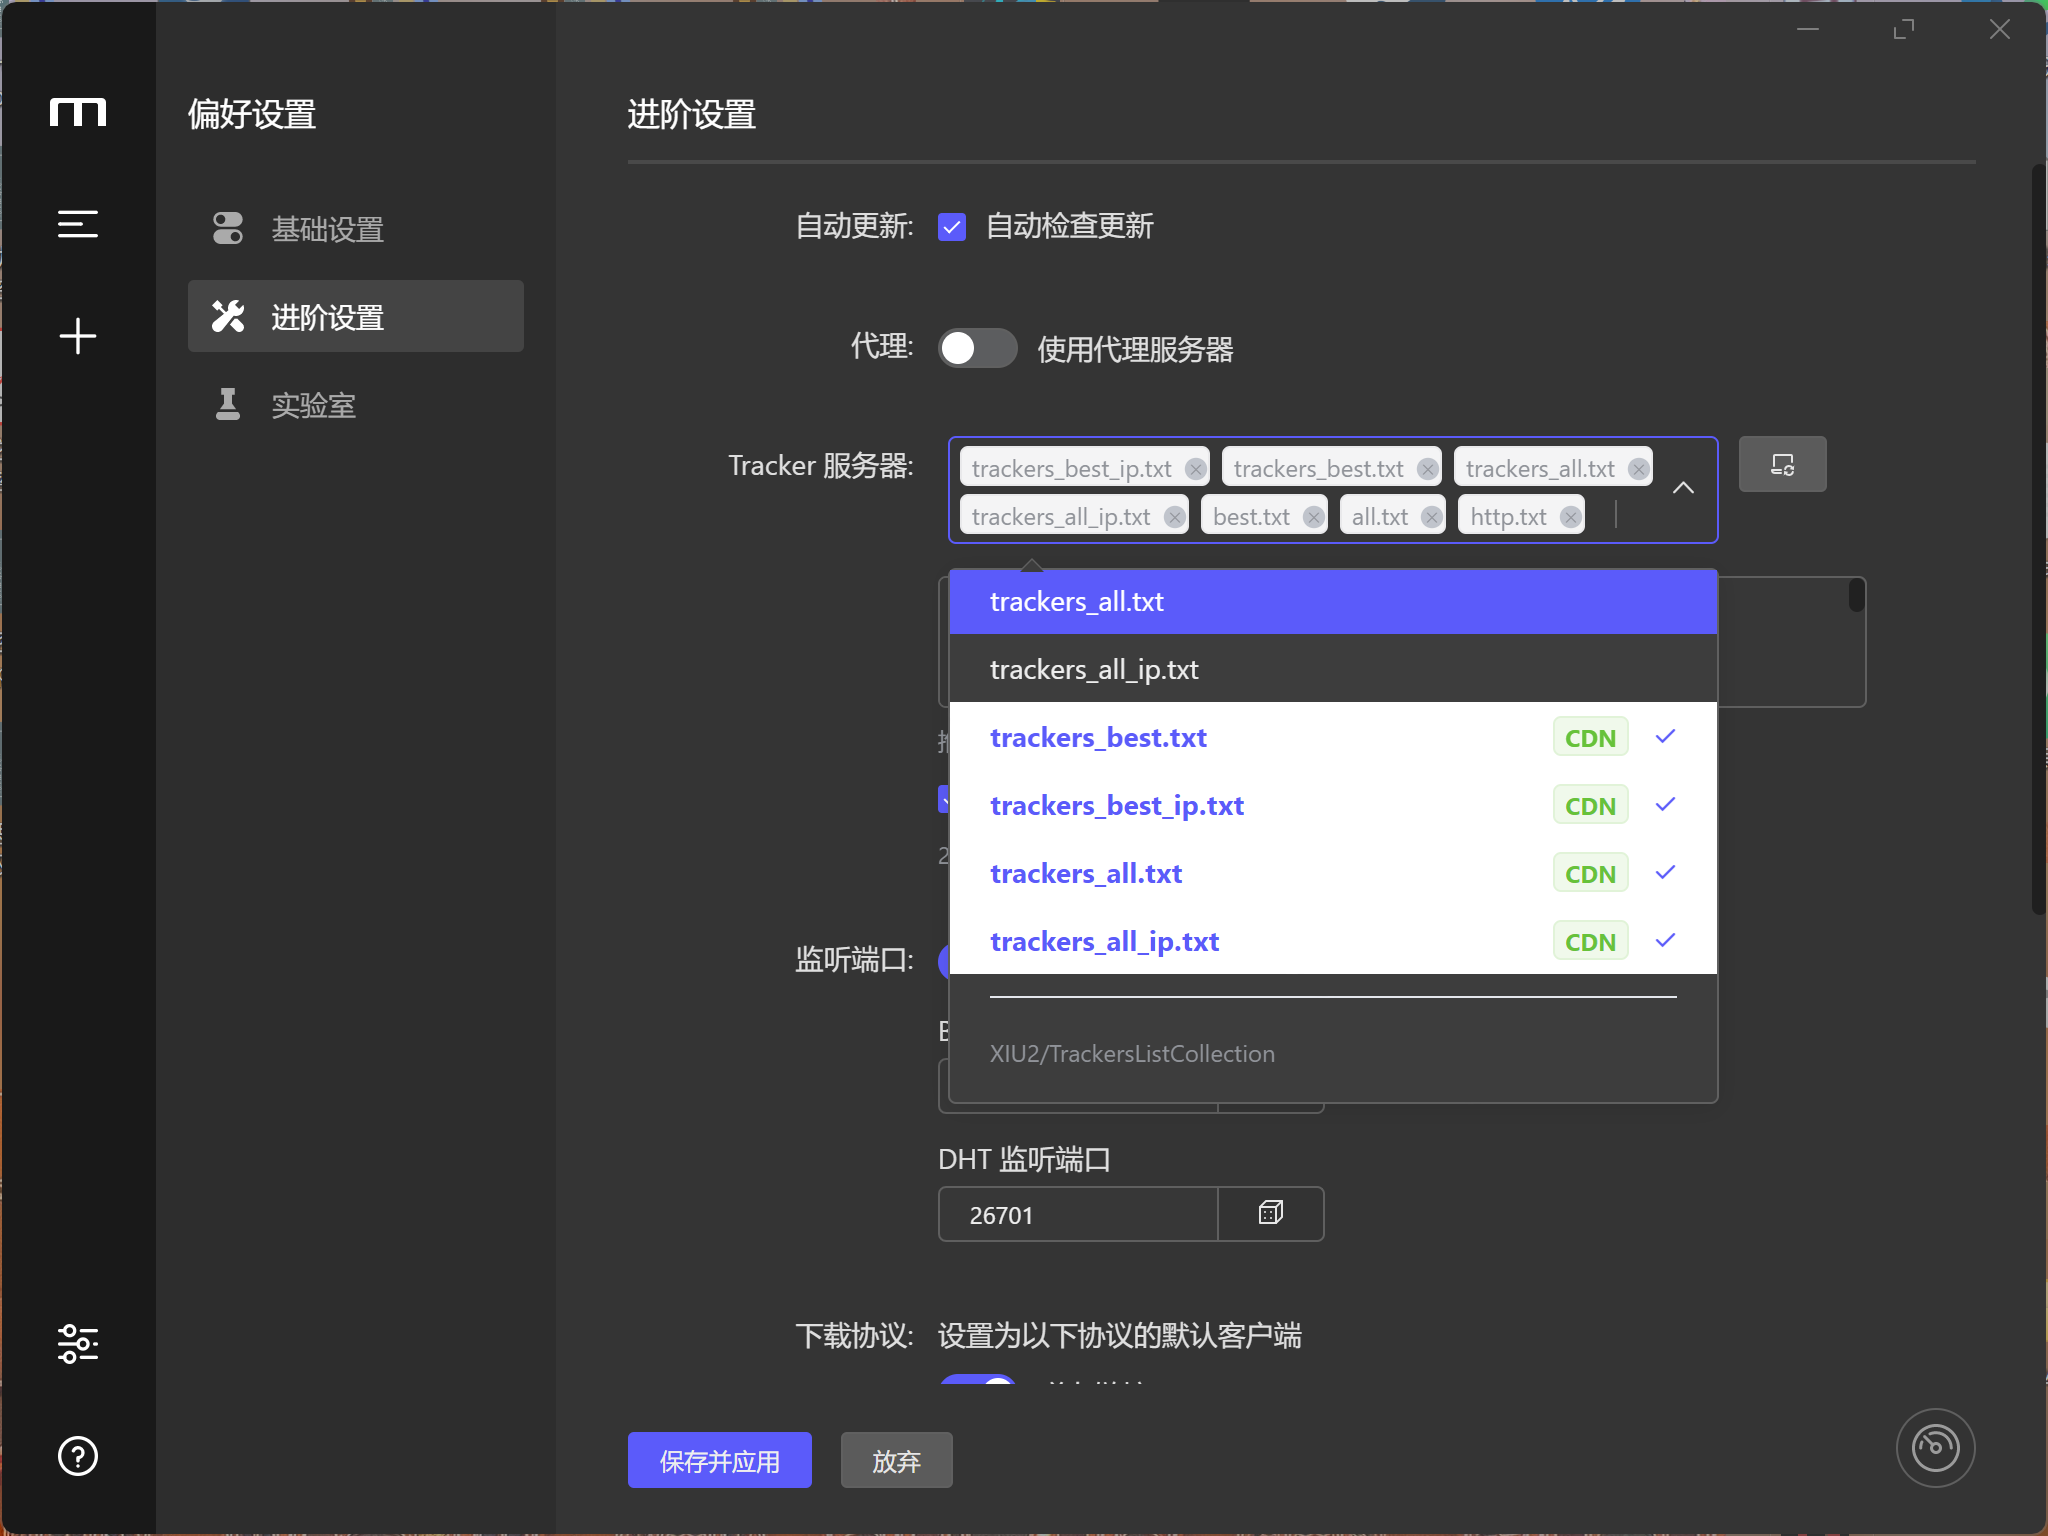 偏好设置
基础设置
进阶设置
实验室
进阶设置
自动更新: 自动检查更新
代理: 使用代理服务器
Tracker 服务器: trackers_best_ip.txt trackers_best.txt trackers_all.txt
trackers_all_ip.txt best.txt all.txt http.txt
trackers_all.txt
trackers_all_ip.txt
trackers_best.txt CDN
trackers_best_ip.txt CDN
trackers_all.txt CDN
trackers_all_ip.txt CDN
XIU2/TrackersListCollection
监听端口:
DHT 监听端口
26701
下载协议: 设置为以下协议的默认客户端
保存并应用 放弃